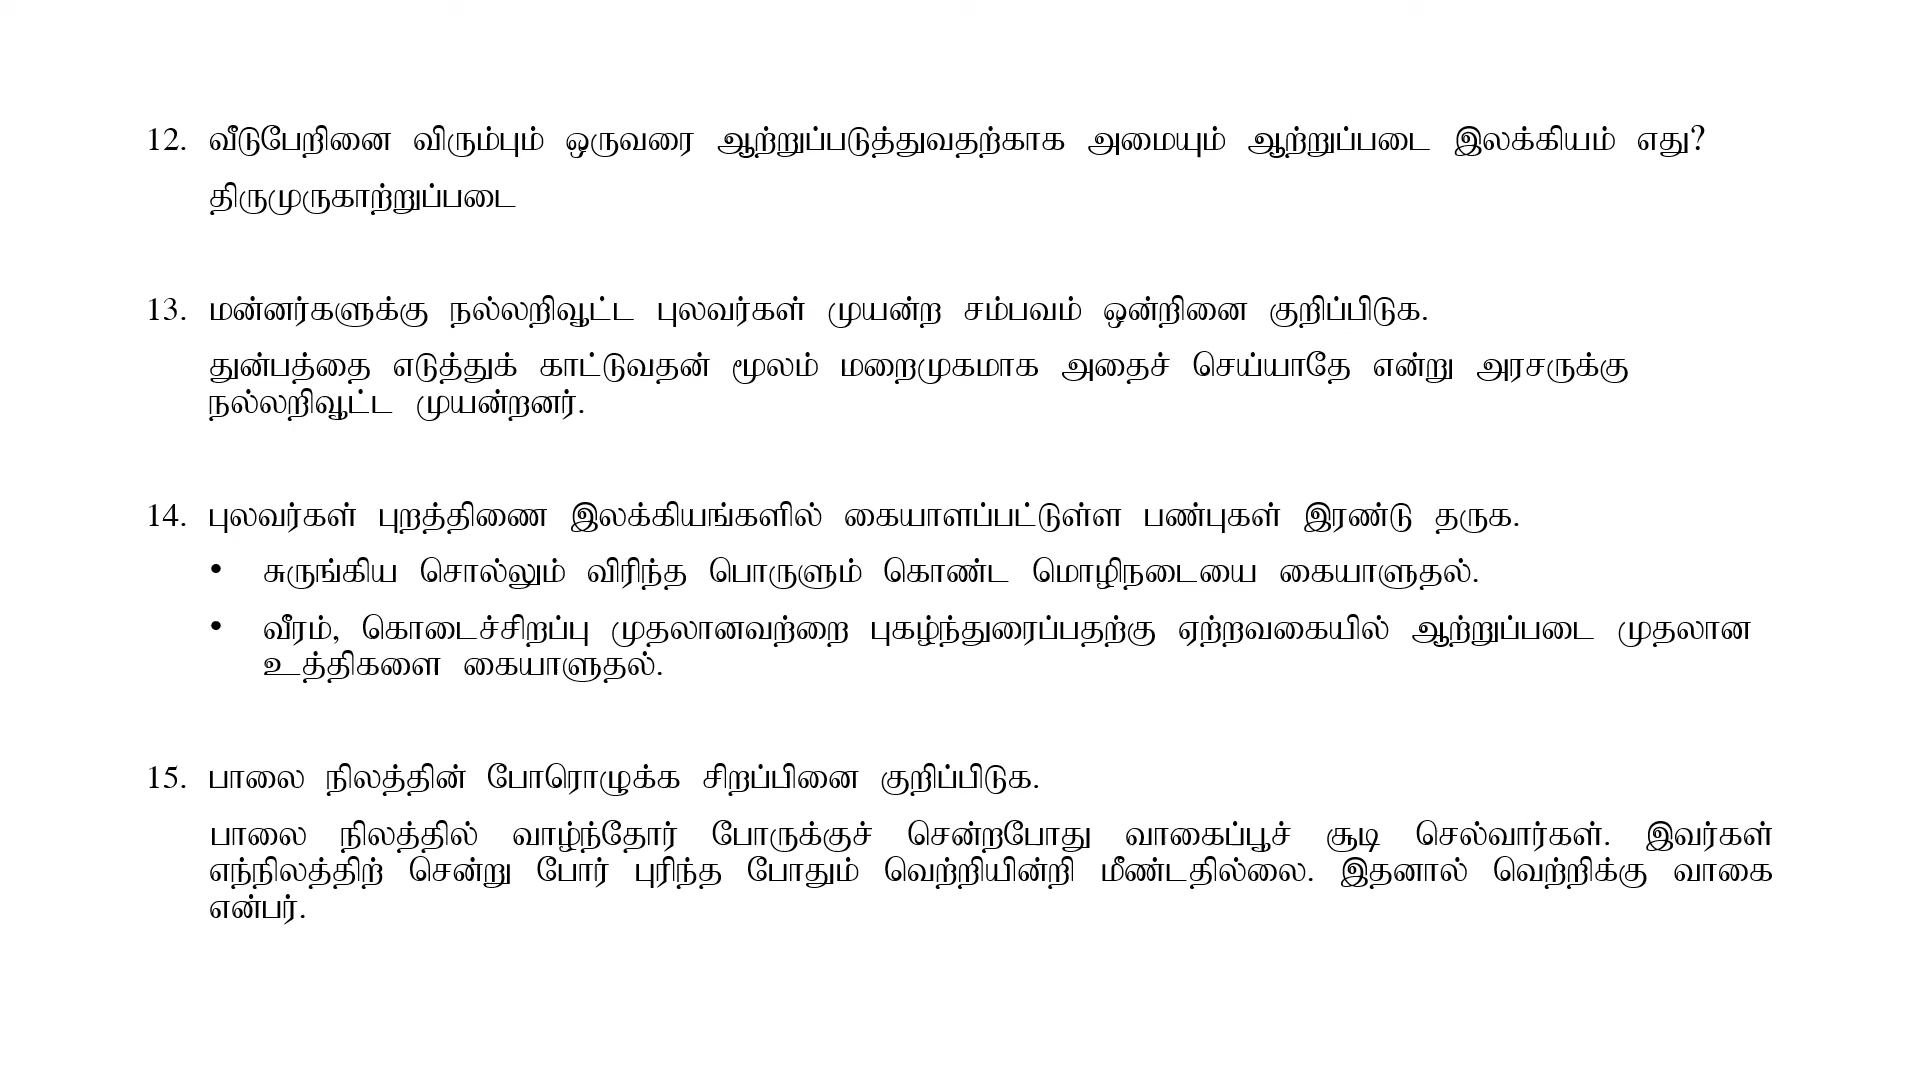 12. வீடுபேறினை விரும்பும் ஒருவரை ஆற்றுப்படுத்துவதற்காக அமையும் ஆற்றுப்படை இலக்கியம் எது?
திருமுருகாற்றுப்படை
13. மன்னர்களுக்கு நல்லறிவூட்ட புலவர்கள் முயன்ற சம்பவம் ஒன்றினை குறிப்பிடுக.
துன்பத்தை எடுத்துக் காட்டுவதன் மூலம் மறைமுகமாக அதைச் செய்யாதே என்று அரசருக்கு
நல்லறிவூட்ட முயன்றனர்.
14. புலவர்கள் புறத்திணை இலக்கியங்களில் கையாளப்பட்டுள்ள பண்புகள் இரண்டு தருக.
• சுருங்கிய சொல்லும் விரிந்த பொருளும் கொண்ட மொழிநடையை கையாளுதல்.
• வீரம், கொடைச்சிறப்பு முதலானவற்றை புகழ்ந்துரைப்பதற்கு ஏற்றவகையில் ஆற்றுப்படை முதலான
உத்திகளை கையாளுதல்.
15. பாலை நிலத்தின் போரொழுக்க சிறப்பினை குறிப்பிடுக.
பாலை நிலத்தில் வாழ்ந்தோர் போருக்குச் சென்றபோது வாகைப்பூச் சூடி செல்வார்கள். இவர்கள்
எந்நிலத்திற் சென்று போர் புரிந்த போதும் வெற்றியின்றி மீண்டதில்லை. இதனால் வெற்றிக்கு வாகை
என்பர்.